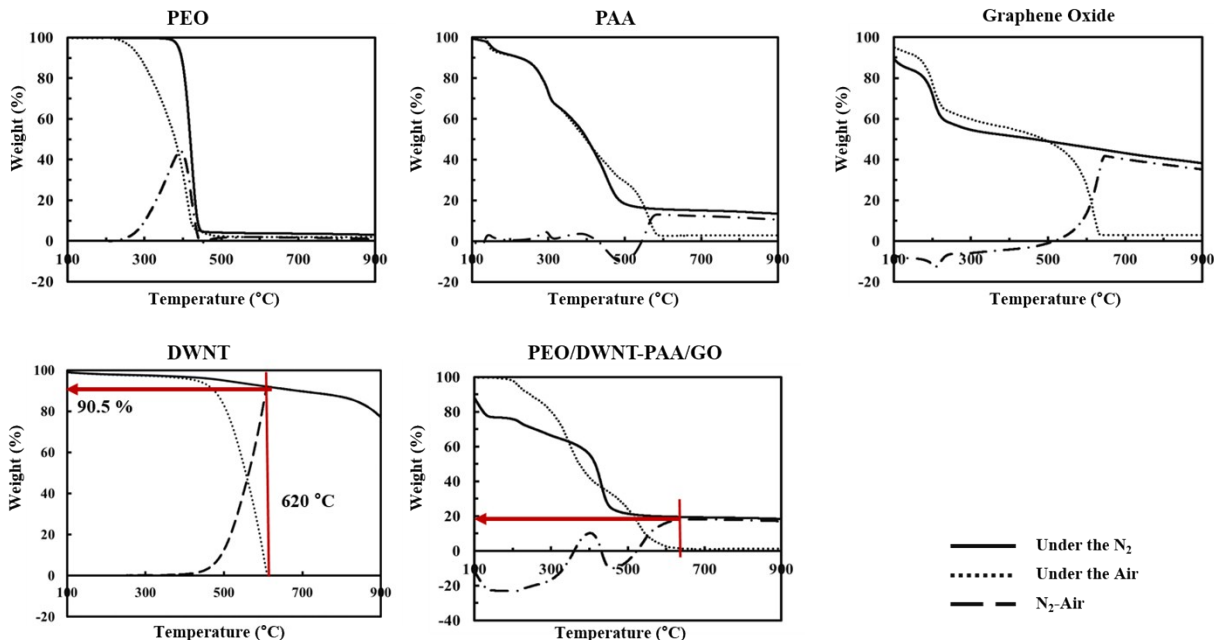 PEO
100
80
60
40
20
0
-20
Weight (%)
100 300 500 700 900
Temperature (°C)
PAA
100
80
60
40
20
0
-20
Weight (%)
100 300 500 700 900
Temperature (°C)
Graphene Oxide
100
80
60
40
20
0
-20
Weight (%)
100 300 500 700 900
Temperature (°C)
DWNT
100
80
60
40
20
0
-20
Weight (%)
90.5 %
620 °C
100 300 500 700 900
Temperature (°C)
PEO/DWNT-PAA/GO
100
80
60
40
20
0
-20
-40
Weight (%)
100 300 500 700 900
Temperature (°C)
Under the N₂
Under the Air
N₂-Air